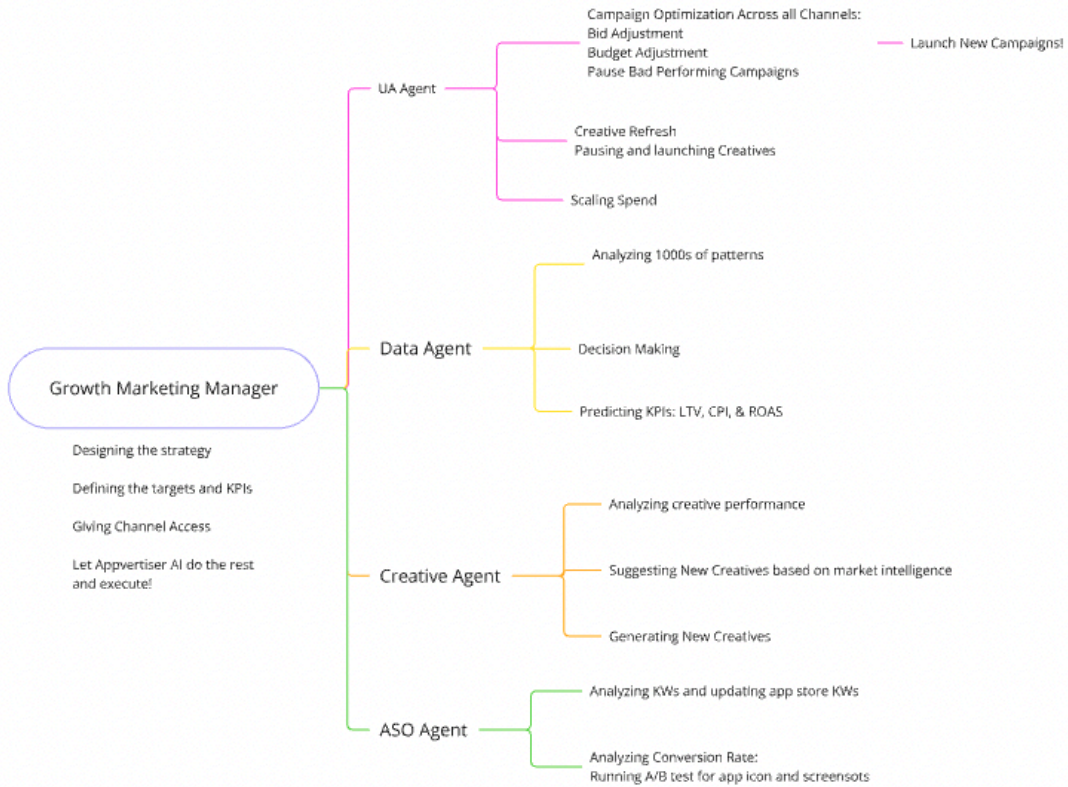 Campaign Optimization Across all Channels:
Bid Adjustment
Budget Adjustment
Pause Bad Performing Campaigns
Launch New Campaigns!
UA Agent
Creative Refresh
Pausing and launching Creatives
Scaling Spend
Analyzing 1000s of patterns
Data Agent
Decision Making
Predicting KPIs: LTV, CPI, & ROAS
Growth Marketing Manager
Designing the strategy
Defining the targets and KPIs
Giving Channel Access
Let Appvertiser AI do the rest
and execute!
Analyzing creative performance
Creative Agent
Suggesting New Creatives based on market intelligence
Generating New Creatives
Analyzing KWs and updating app store KWs
ASO Agent
Analyzing Conversion Rate:
Running A/B test for app icon and screensots